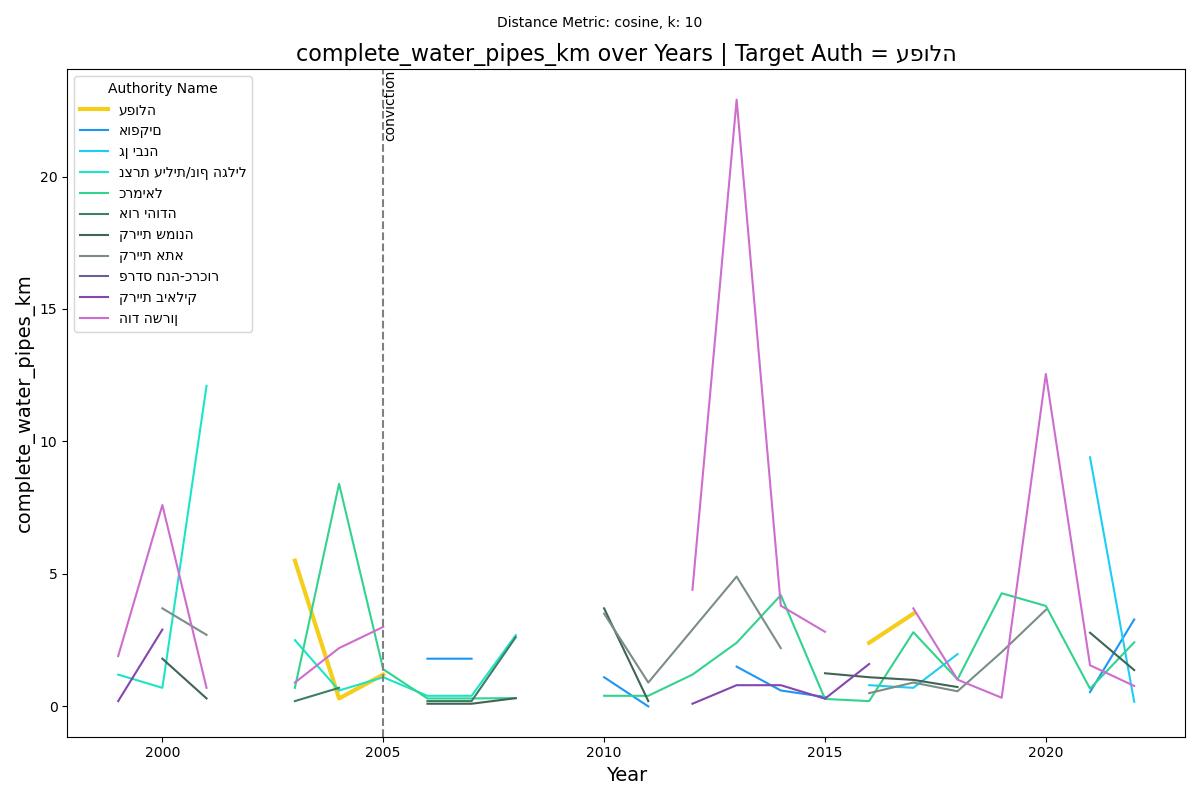 Distance Metric: cosine, k: 10
complete_water_pipes_km over Years | Target Auth = עפולה
conviction
Authority Name
עפולה
אופקים
גן יבנה
נצרת עילית/נוף הגליל
כרמיאל
אור יהודה
קריית שמונה
קריית אתא
פרדס חנה-כרכור
קריית ביאליק
הוד השרון
complete_water_pipes_km
20
15
10
5
0
2000 2005 2010 2015 2020
Year